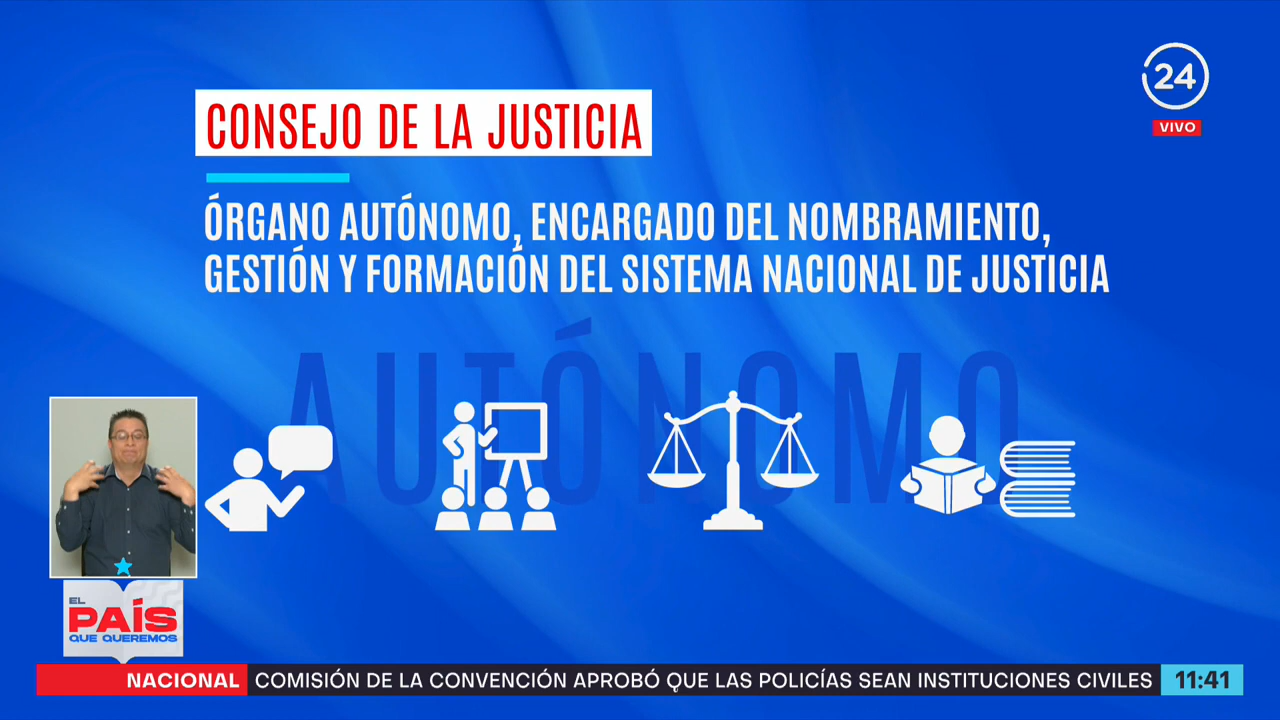 24
VIVO
CONSEJO DE LA JUSTICIA
ÓRGANO AUTÓNOMO, ENCARGADO DEL NOMBRAMIENTO,
GESTIÓN Y FORMACIÓN DEL SISTEMA NACIONAL DE JUSTICIA
AUTÓNOMO
EL
PAÍS
QUE QUEREMOS
NACIONAL COMISIÓN DE LA CONVENCIÓN APROBÓ QUE LAS POLICÍAS SEAN INSTITUCIONES CIVILES 11:41